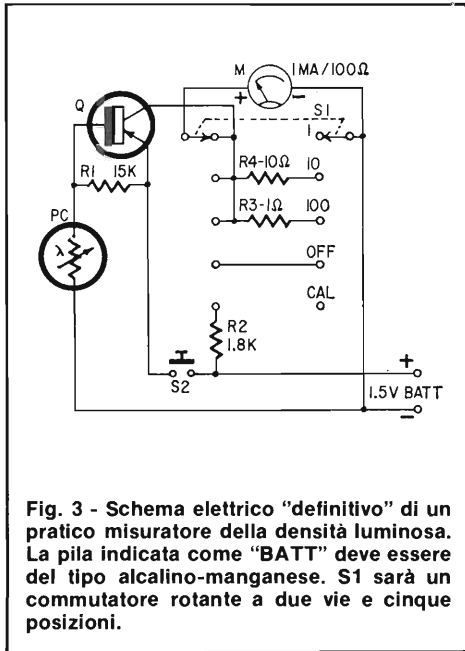 M
1MA/100Ω
+
−
Q
S1
1
R1 15K
R4-10Ω
10
PC
R3-1Ω
100
λ
OFF
CAL
R2
1.8K
S2
+
1.5V BATT
−
Fig. 3 - Schema elettrico "definitivo" di un
pratico misuratore della densità luminosa.
La pila indicata come "BATT" deve essere
del tipo alcalino-manganese. S1 sarà un
commutatore rotante a due vie e cinque
posizioni.